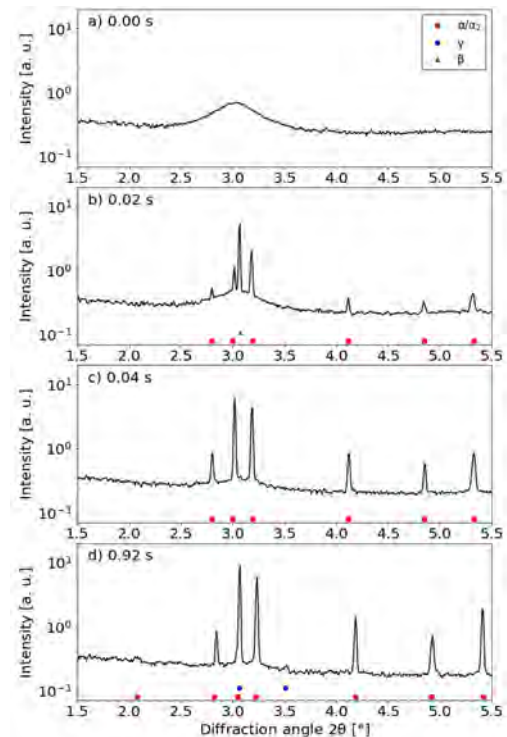 a) 0.00 s
α/α₂
γ
β
Intensity [a. u.]
10¹
10⁰
10⁻¹
1.5 2.0 2.5 3.0 3.5 4.0 4.5 5.0 5.5
b) 0.02 s
Intensity [a. u.]
10¹
10⁰
10⁻¹
1.5 2.0 2.5 3.0 3.5 4.0 4.5 5.0 5.5
c) 0.04 s
Intensity [a. u.]
10¹
10⁰
10⁻¹
1.5 2.0 2.5 3.0 3.5 4.0 4.5 5.0 5.5
d) 0.92 s
Intensity [a. u.]
10¹
10⁰
10⁻¹
1.5 2.0 2.5 3.0 3.5 4.0 4.5 5.0 5.5
Diffraction angle 2θ [°]